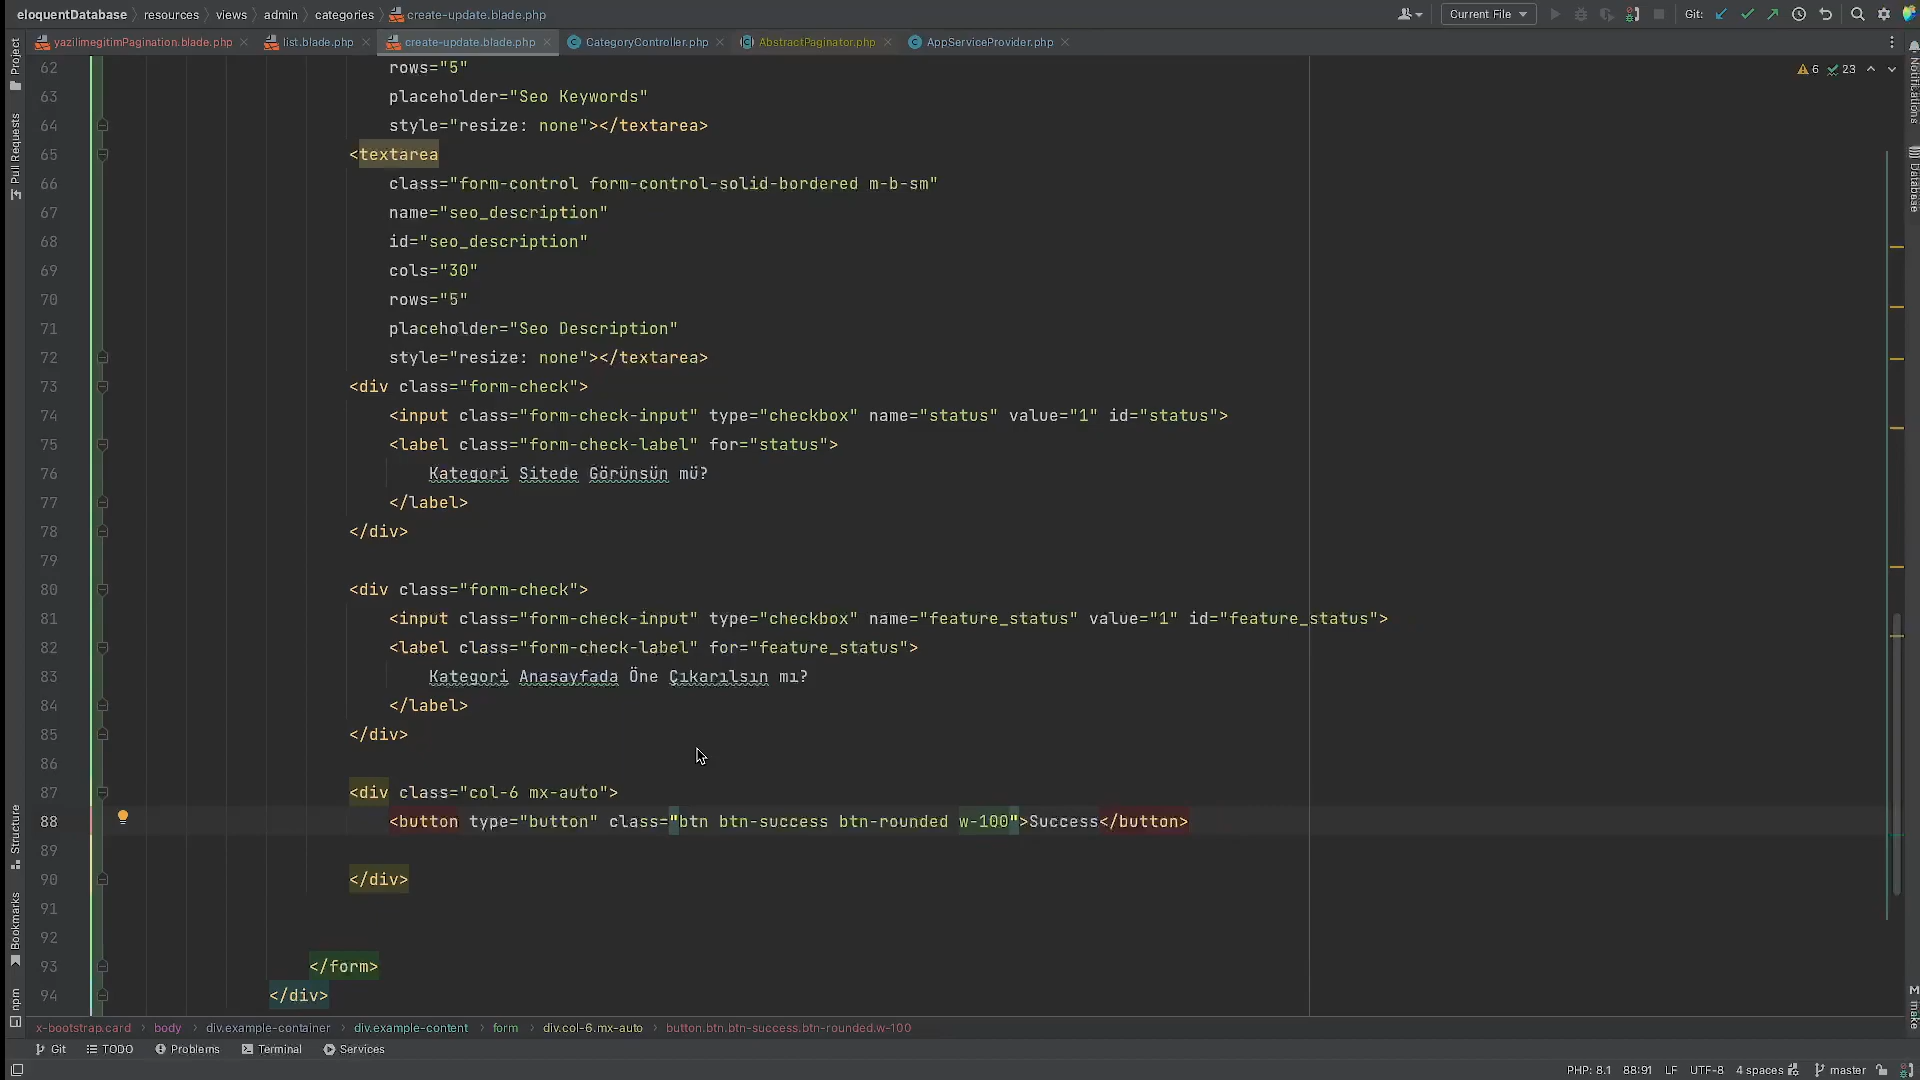 eloquentDatabase resources views admin categories create-update.blade.php Current File Git:
yazilimegitimPagination.blade.php list.blade.php create-update.blade.php CategoryController.php AbstractPaginator.php AppServiceProvider.php
6 23
62 rows="5"
63 placeholder="Seo Keywords"
64 style="resize: none"></textarea>
65 <textarea
66 class="form-control form-control-solid-bordered m-b-sm"
67 name="seo_description"
68 id="seo_description"
69 cols="30"
70 rows="5"
71 placeholder="Seo Description"
72 style="resize: none"></textarea>
73 <div class="form-check">
74 <input class="form-check-input" type="checkbox" name="status" value="1" id="status">
75 <label class="form-check-label" for="status">
76 Kategori Sitede Görünsün mü?
77 </label>
78 </div>
79
80 <div class="form-check">
81 <input class="form-check-input" type="checkbox" name="feature_status" value="1" id="feature_status">
82 <label class="form-check-label" for="feature_status">
83 Kategori Anasayfada Öne Çıkarılsın mı?
84 </label>
85 </div>
86
87 <div class="col-6 mx-auto">
88 <button type="button" class="btn btn-success btn-rounded w-100">Success</button>
89
90 </div>
91
92
93 </form>
94 </div>
Project
Pull Requests
Structure
Bookmarks
npm
Notifications
Database
M make
x-bootstrap.card body div.example-container div.example-content form div.col-6.mx-auto button.btn.btn-success.btn-rounded.w-100
Git TODO Problems Terminal Services
PHP: 8.1 88:91 LF UTF-8 4 spaces master